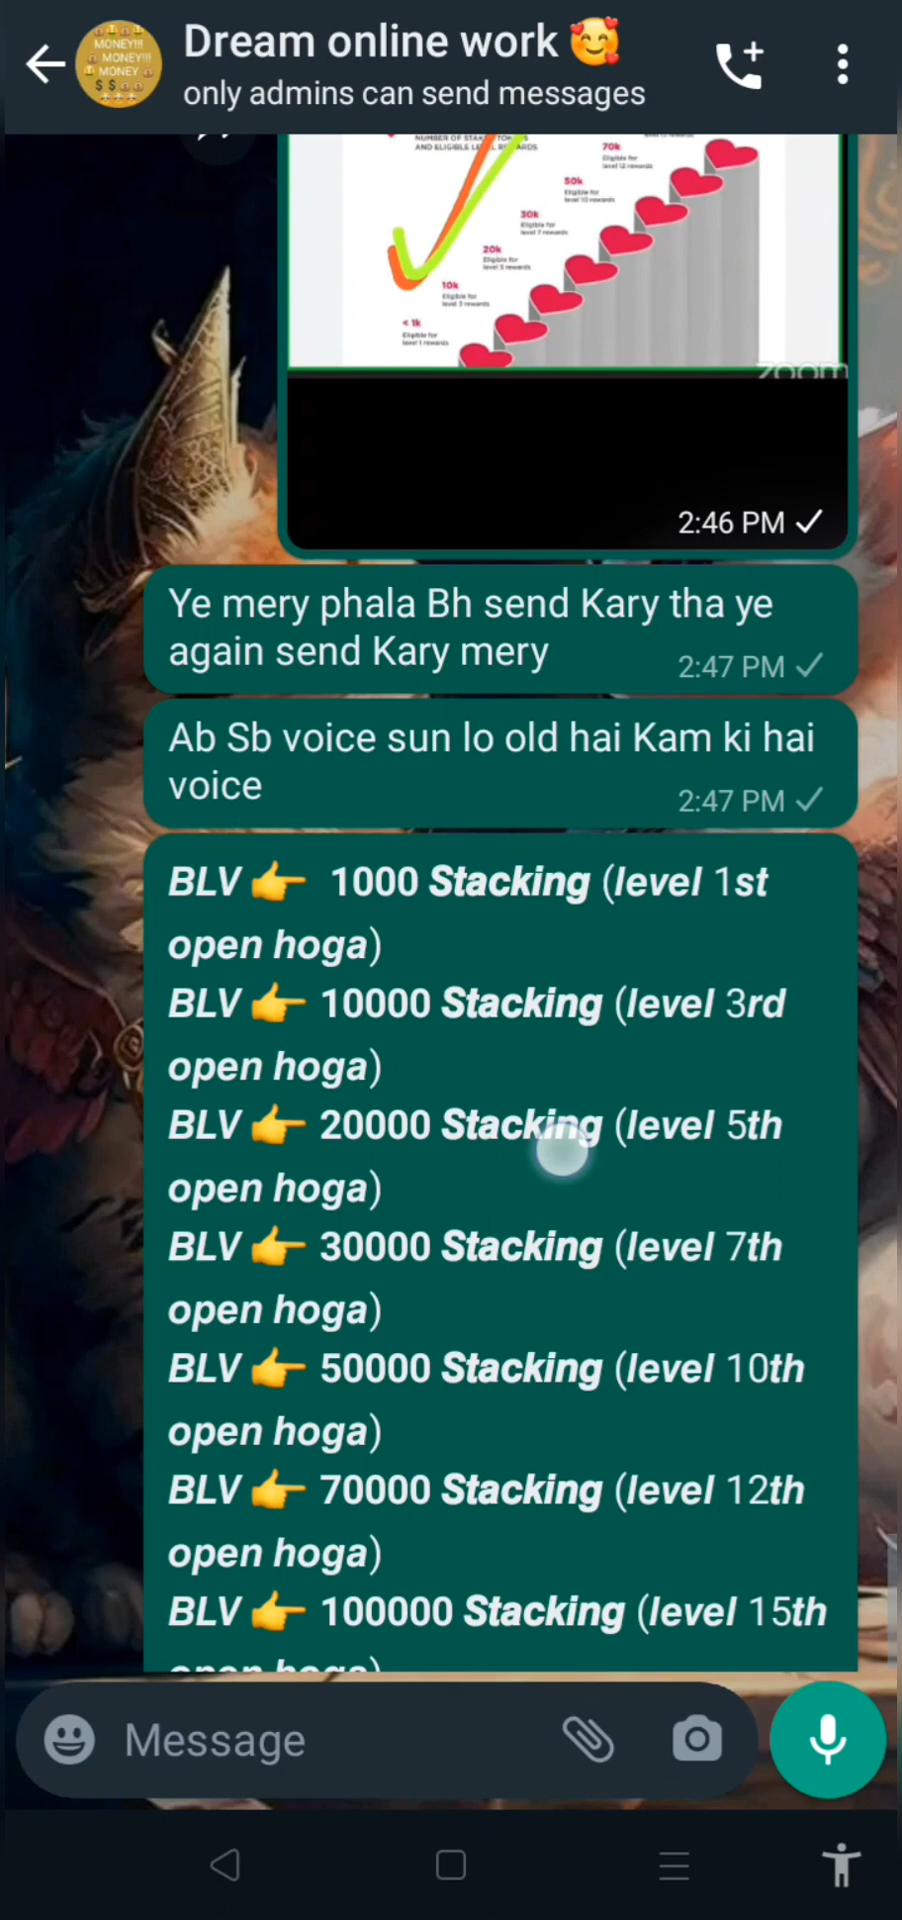 MONEY!!!
MONEY!!!
MONEY
$ $
Dream online work 🥰
only admins can send messages
NUMBER OF
AND ELIGIBLE
70k
Eligible for
level 12 rewards
50k
Eligible for
level 10 rewards
30k
Eligible for
level 7 rewards
20k
Eligible for
level 5 rewards
10k
Eligible for
level 3 rewards
< 1k
Eligible for
level 1 rewards
zoom
2:46 PM
Ye mery phala Bh send Kary tha ye
again send Kary mery
2:47 PM
Ab Sb voice sun lo old hai Kam ki hai
voice
2:47 PM
BLV 👉 1000 Stacking (level 1st
open hoga)
BLV 👉 10000 Stacking (level 3rd
open hoga)
BLV 👉 20000 Stacking (level 5th
open hoga)
BLV 👉 30000 Stacking (level 7th
open hoga)
BLV 👉 50000 Stacking (level 10th
open hoga)
BLV 👉 70000 Stacking (level 12th
open hoga)
BLV 👉 100000 Stacking (level 15th
open hoga)
Message